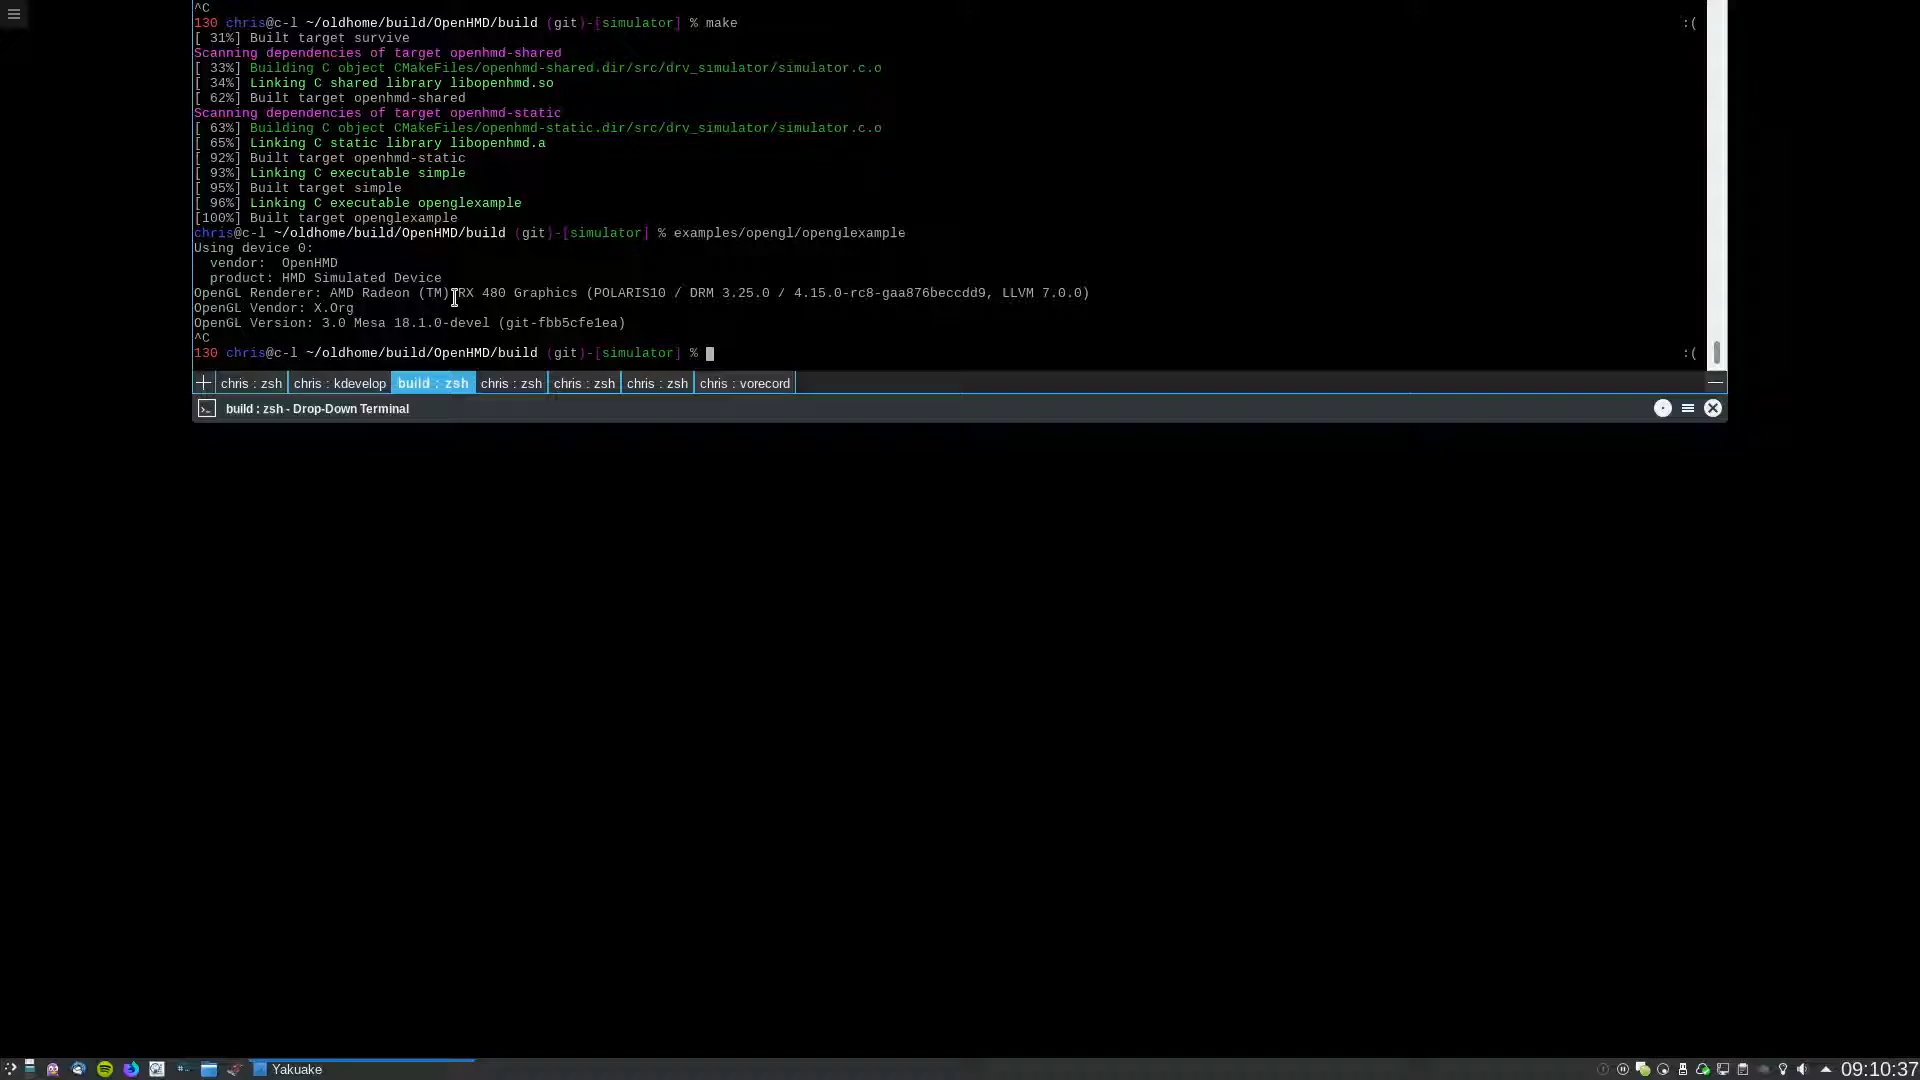 ^C
130 chris@c-l ~/oldhome/build/OpenHMD/build (git)-[simulator] % make :(
[ 31%] Built target survive
Scanning dependencies of target openhmd-shared
[ 33%] Building C object CMakeFiles/openhmd-shared.dir/src/drv_simulator/simulator.c.o
[ 34%] Linking C shared library libopenhmd.so
[ 62%] Built target openhmd-shared
Scanning dependencies of target openhmd-static
[ 63%] Building C object CMakeFiles/openhmd-static.dir/src/drv_simulator/simulator.c.o
[ 65%] Linking C static library libopenhmd.a
[ 92%] Built target openhmd-static
[ 93%] Linking C executable simple
[ 95%] Built target simple
[ 96%] Linking C executable openglexample
[100%] Built target openglexample
chris@c-l ~/oldhome/build/OpenHMD/build (git)-[simulator] % examples/opengl/openglexample
Using device 0:
vendor: OpenHMD
product: HMD Simulated Device
OpenGL Renderer: AMD Radeon (TM) RX 480 Graphics (POLARIS10 / DRM 3.25.0 / 4.15.0-rc8-gaa876beccdd9, LLVM 7.0.0)
OpenGL Vendor: X.Org
OpenGL Version: 3.0 Mesa 18.1.0-devel (git-fbb5cfe1ea)
^C
130 chris@c-l ~/oldhome/build/OpenHMD/build (git)-[simulator] % :(
chris : zsh chris : kdevelop build : zsh chris : zsh chris : zsh chris : zsh chris : vorecord
build : zsh - Drop-Down Terminal
Yakuake 09:10:37